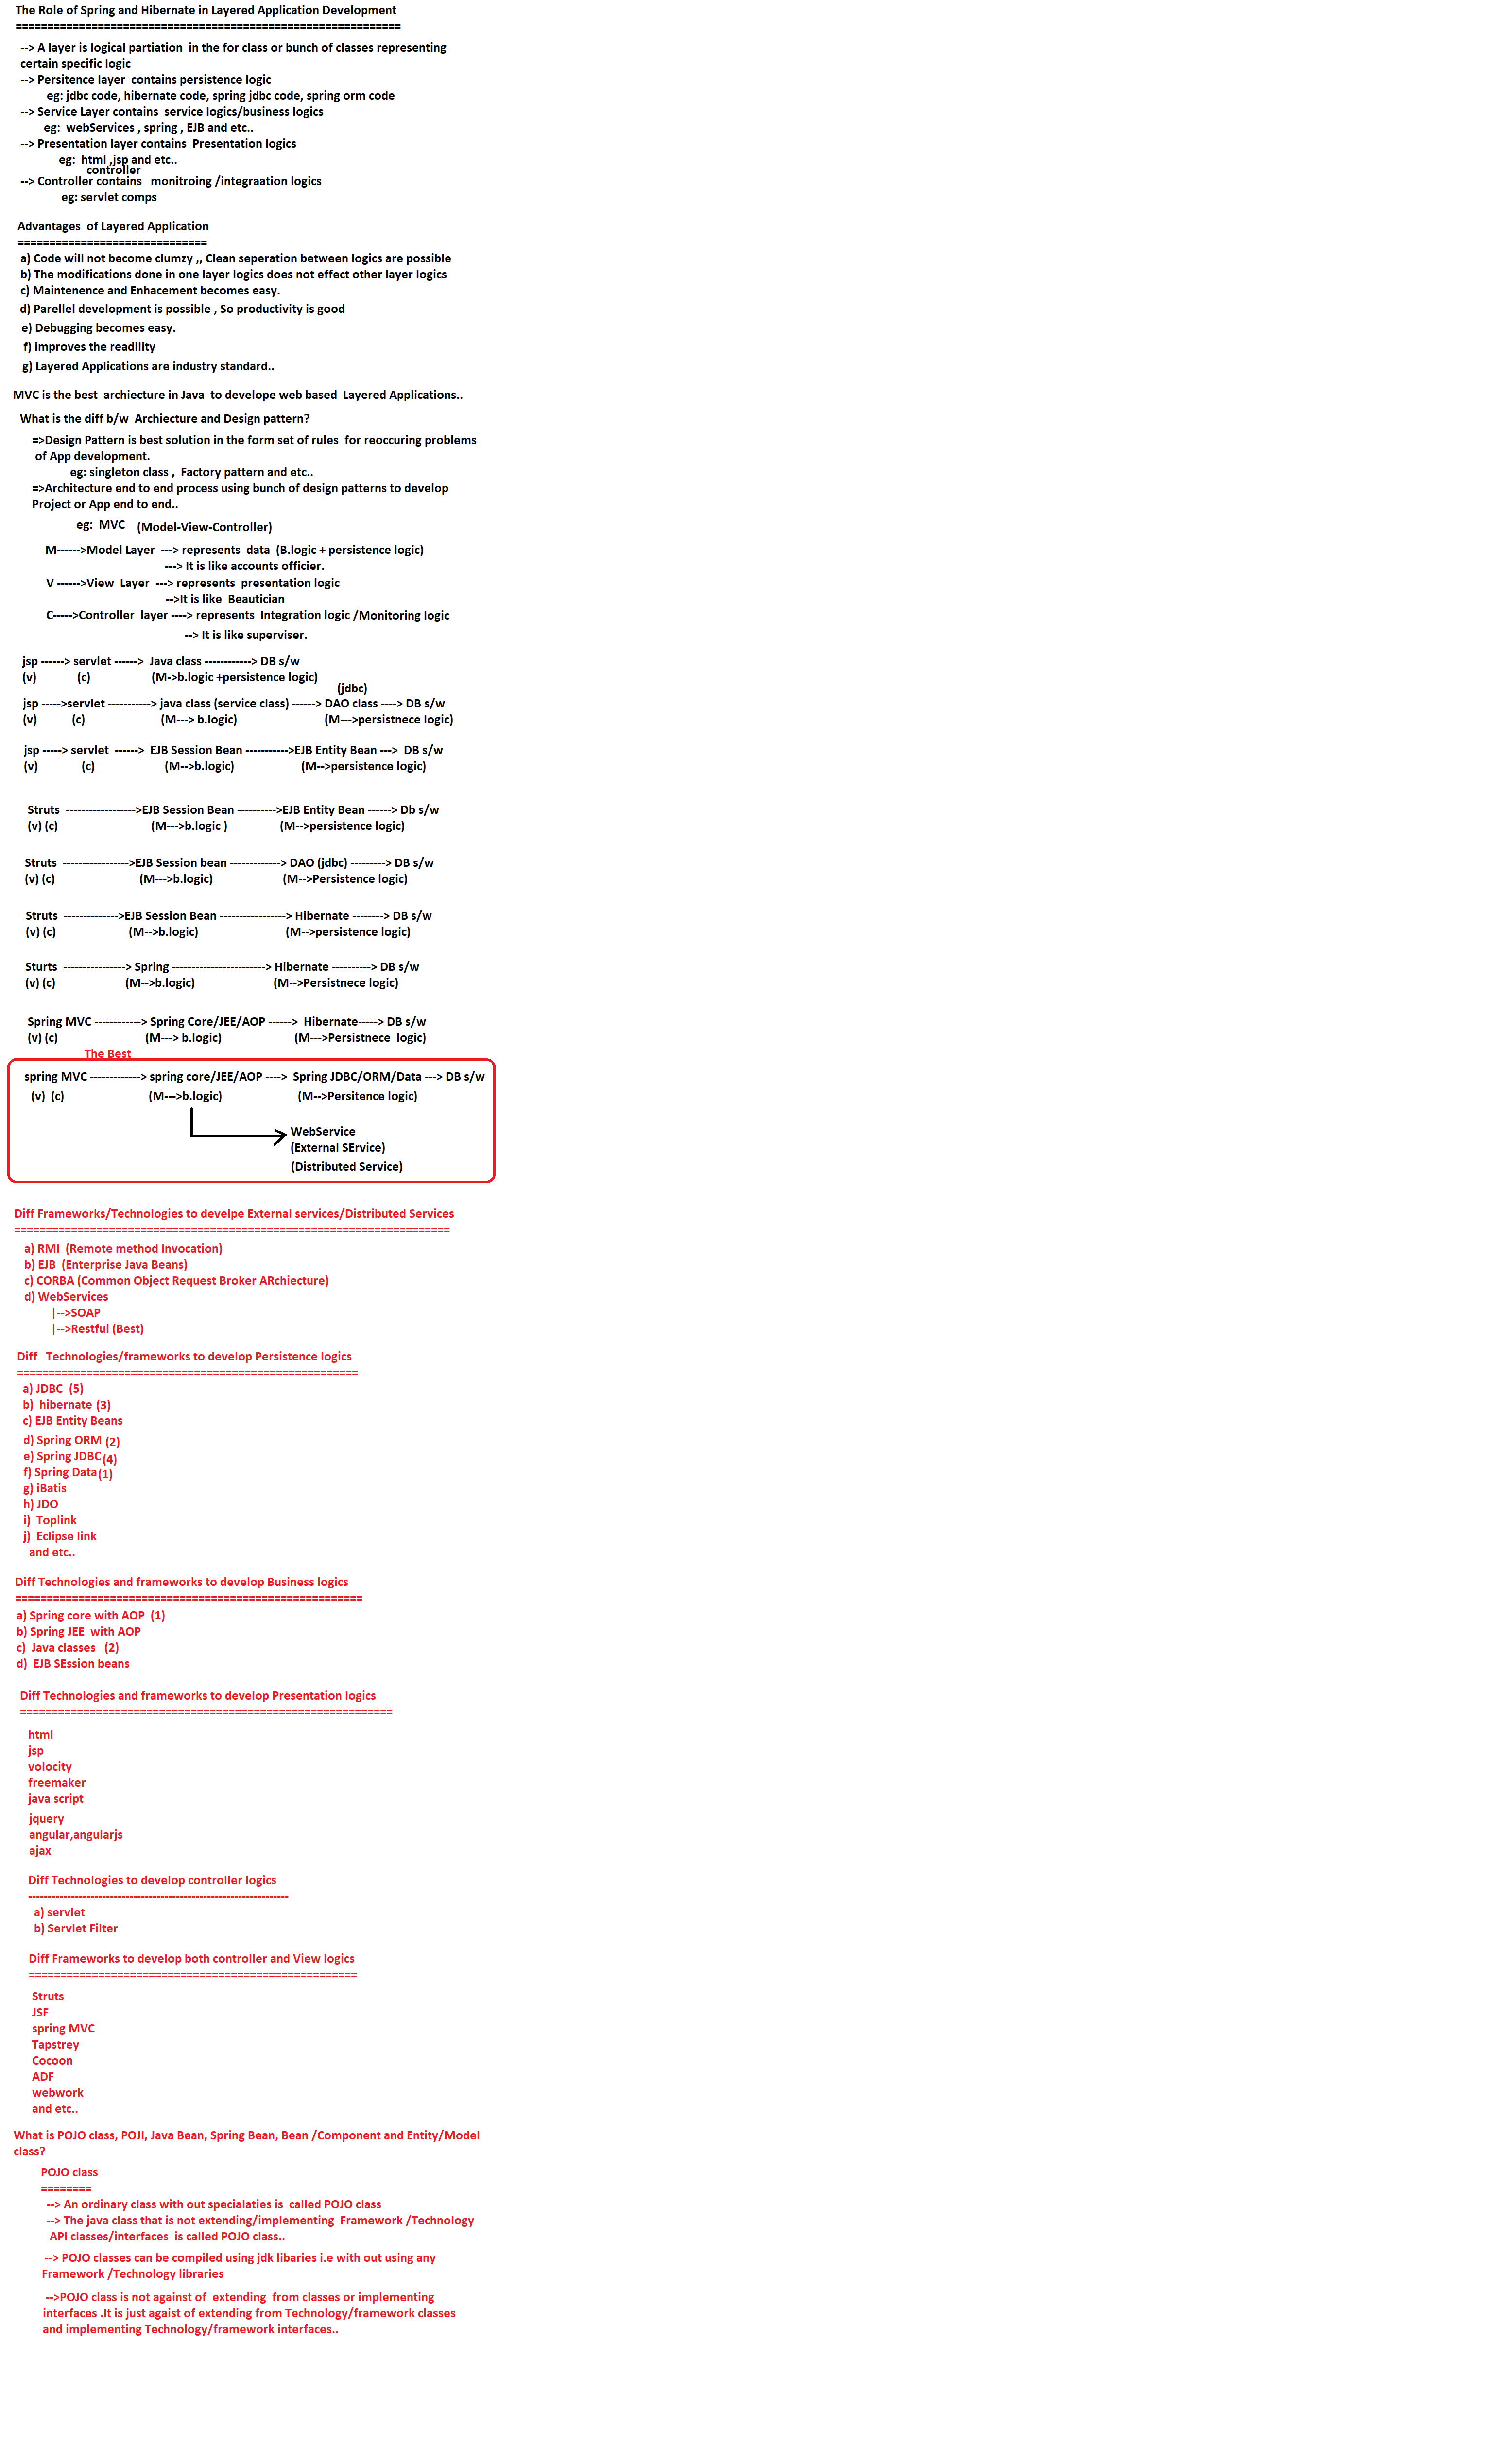 The Role of Spring and Hibernate in Layered Application Development
=============================================================
--> A layer is logical partiation  in the for class or bunch of classes representing
certain specific logic
--> Persitence layer  contains persistence logic
eg: jdbc code, hibernate code, spring jdbc code, spring orm code
--> Service Layer contains  service logics/business logics
eg:  webServices , spring , EJB and etc..
--> Presentation layer contains  Presentation logics
eg:  html ,jsp and etc..
controller
--> Controller contains   monitroing /integraation logics
eg: servlet comps
Advantages  of Layered Application
==============================
a) Code will not become clumzy ,, Clean seperation between logics are possible
b) The modifications done in one layer logics does not effect other layer logics
c) Maintenence and Enhacement becomes easy.
d) Parellel development is possible , So productivity is good
e) Debugging becomes easy.
f) improves the readility
g) Layered Applications are industry standard..
MVC is the best  archiecture in Java  to develope web based  Layered Applications..
What is the diff b/w  Archiecture and Design pattern?
=>Design Pattern is best solution in the form set of rules  for reoccuring problems
of App development.
eg: singleton class ,  Factory pattern and etc..
=>Architecture end to end process using bunch of design patterns to develop
Project or App end to end..
eg:  MVC    (Model-View-Controller)
M------>Model Layer  ---> represents  data  (B.logic + persistence logic)
---> It is like accounts officier.
V ------>View  Layer  ---> represents  presentation logic
-->It is like  Beautician
C----->Controller  layer ----> represents  Integration logic /Monitoring logic
--> It is like superviser.
jsp ------> servlet ------>  Java class ------------> DB s/w
(v)             (c)                   (M->b.logic +persistence logic)
(jdbc)
jsp ----->servlet -----------> java class (service class) ------> DAO class ----> DB s/w
(v)           (c)                        (M---> b.logic)                           (M--->persistnece logic)
jsp -----> servlet  ------>  EJB Session Bean ----------->EJB Entity Bean --->  DB s/w
(v)              (c)                      (M-->b.logic)                     (M-->persistence logic)
Struts  ------------------>EJB Session Bean ---------->EJB Entity Bean ------> Db s/w
(v) (c)                             (M--->b.logic )                (M-->persistence logic)
Struts  ----------------->EJB Session bean -------------> DAO (jdbc) ---------> DB s/w
(v) (c)                           (M--->b.logic)                      (M-->Persistence logic)
Struts  -------------->EJB Session Bean -----------------> Hibernate --------> DB s/w
(v) (c)                       (M-->b.logic)                           (M-->persistence logic)
Sturts  ----------------> Spring ------------------------> Hibernate ----------> DB s/w
(v) (c)                      (M-->b.logic)                        (M-->Persistnece logic)
Spring MVC ------------> Spring Core/JEE/AOP ------>  Hibernate-----> DB s/w
(v) (c)                           (M---> b.logic)                       (M--->Persistnece  logic)
The Best
spring MVC -------------> spring core/JEE/AOP ---->  Spring JDBC/ORM/Data ---> DB s/w
(v)  (c)                          (M--->b.logic)                        (M-->Persitence logic)
WebService
(External SErvice)
(Distributed Service)
Diff Frameworks/Technologies to develpe External services/Distributed Services
=====================================================================
a) RMI  (Remote method Invocation)
b) EJB  (Enterprise Java Beans)
c) CORBA (Common Object Request Broker ARchiecture)
d) WebServices
|-->SOAP
|-->Restful (Best)
Diff   Technologies/frameworks to develop Persistence logics
======================================================
a) JDBC  (5)
b)  hibernate (3)
c) EJB Entity Beans
d) Spring ORM (2)
e) Spring JDBC(4)
f) Spring Data(1)
g) iBatis
h) JDO
i)  Toplink
j)  Eclipse link
and etc..
Diff Technologies and frameworks to develop Business logics
=======================================================
a) Spring core with AOP  (1)
b) Spring JEE  with AOP
c)  Java classes   (2)
d)  EJB SEssion beans
Diff Technologies and frameworks to develop Presentation logics
===========================================================
html
jsp
volocity
freemaker
java script
jquery
angular,angularjs
ajax
Diff Technologies to develop controller logics
-------------------------------------------------------------------
a) servlet
b) Servlet Filter
Diff Frameworks to develop both controller and View logics
====================================================
Struts
JSF
spring MVC
Tapstrey
Cocoon
ADF
webwork
and etc..
What is POJO class, POJI, Java Bean, Spring Bean, Bean /Component and Entity/Model
class?
POJO class
========
--> An ordinary class with out specialaties is  called POJO class
--> The java class that is not extending/implementing  Framework /Technology
API classes/interfaces  is called POJO class..
--> POJO classes can be compiled using jdk libaries i.e with out using any
Framework /Technology libraries
-->POJO class is not against of  extending  from classes or implementing
interfaces .It is just agaist of extending from Technology/framework classes
and implementing Technology/framework interfaces..